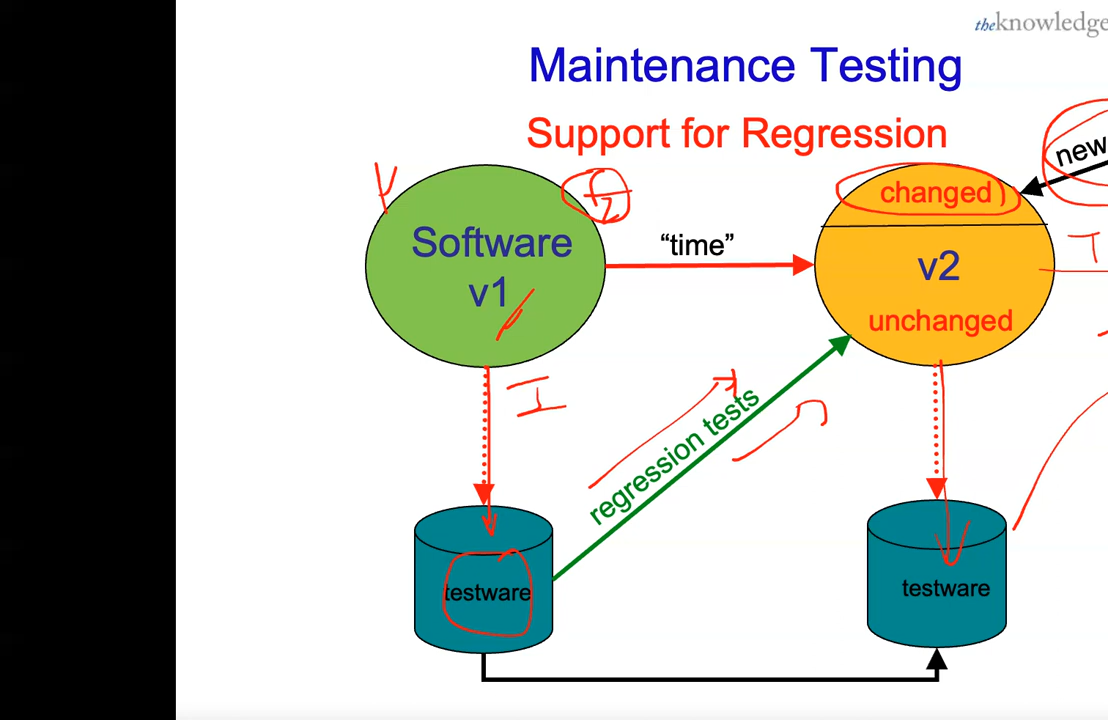 theknowledge
Maintenance Testing
Support for Regression
new
changed
Software
v1
“time”
v2
unchanged
regression tests
I
T
testware
testware